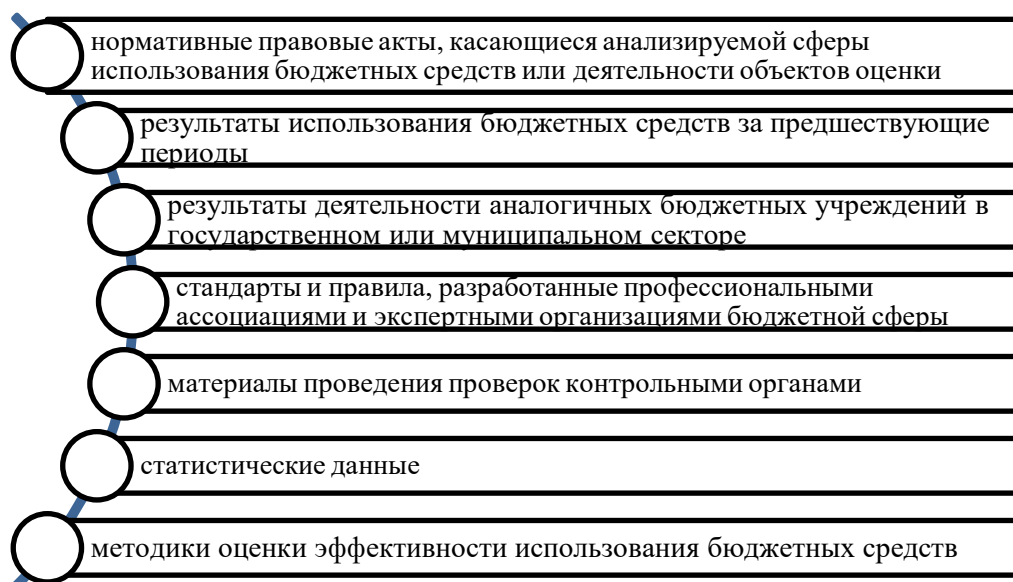 нормативные правовые акты, касающиеся анализируемой сферы
использования бюджетных средств или деятельности объектов оценки
результаты использования бюджетных средств за предшествующие
периоды
результаты деятельности аналогичных бюджетных учреждений в
государственном или муниципальном секторе
стандарты и правила, разработанные профессиональными
ассоциациями и экспертными организациями бюджетной сферы
материалы проведения проверок контрольными органами
статистические данные
методики оценки эффективности использования бюджетных средств